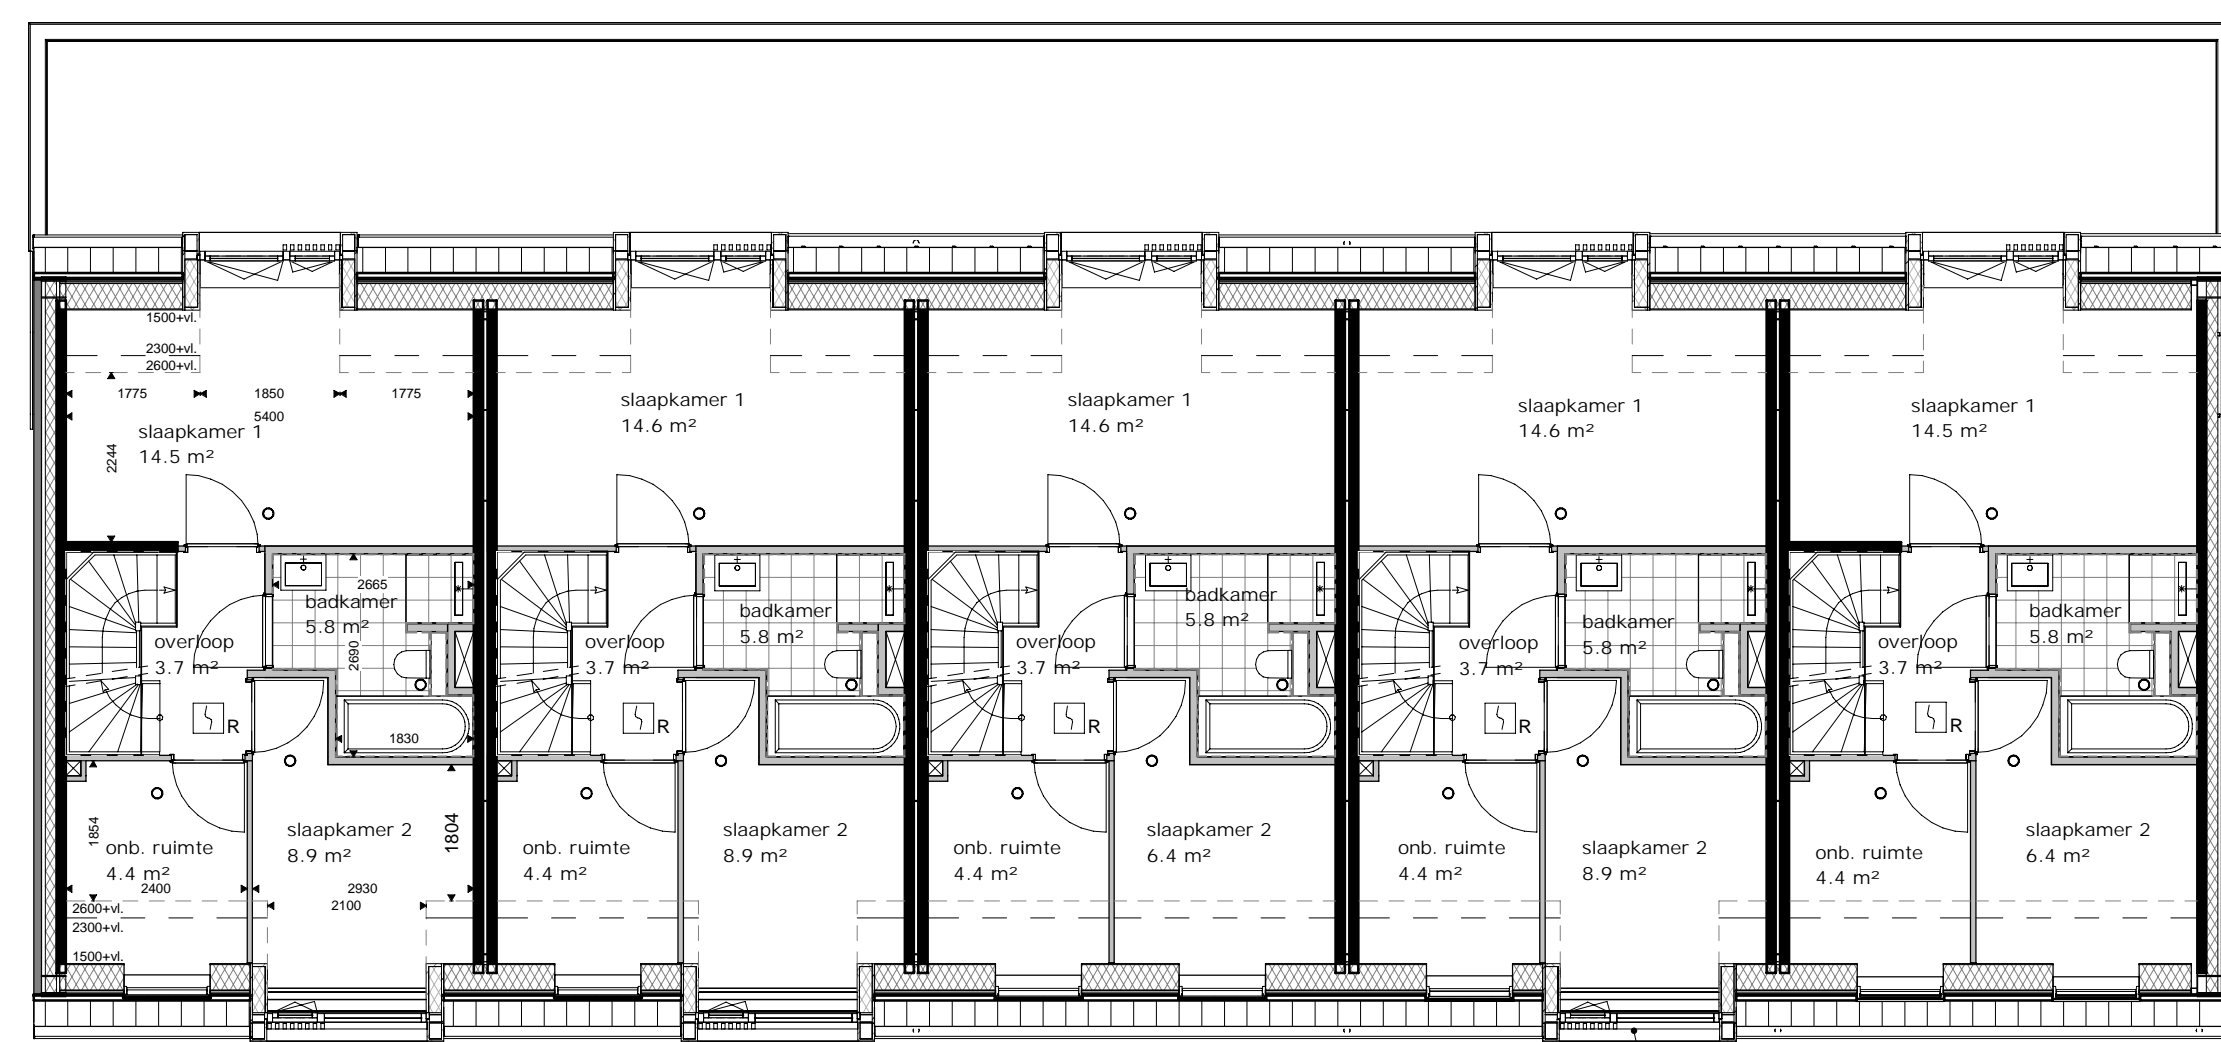 1500+vl.
2300+vl.
2600+vl.
1775
1850
1775
5400
2244
slaapkamer 1
14.5 m²
slaapkamer 1
14.6 m²
slaapkamer 1
14.6 m²
slaapkamer 1
14.6 m²
slaapkamer 1
14.5 m²
2665
badkamer
5.8 m²
2690
overloop
3.7 m²
R
1830
badkamer
5.8 m²
overloop
3.7 m²
R
badkamer
5.8 m²
overloop
3.7 m²
R
badkamer
5.8 m²
overloop
3.7 m²
R
badkamer
5.8 m²
overloop
3.7 m²
R
1854
onb. ruimte
4.4 m²
2400
slaapkamer 2
8.9 m²
1804
2930
2100
2600+vl.
2300+vl.
1500+vl.
onb. ruimte
4.4 m²
slaapkamer 2
8.9 m²
onb. ruimte
4.4 m²
slaapkamer 2
6.4 m²
onb. ruimte
4.4 m²
slaapkamer 2
8.9 m²
onb. ruimte
4.4 m²
slaapkamer 2
6.4 m²